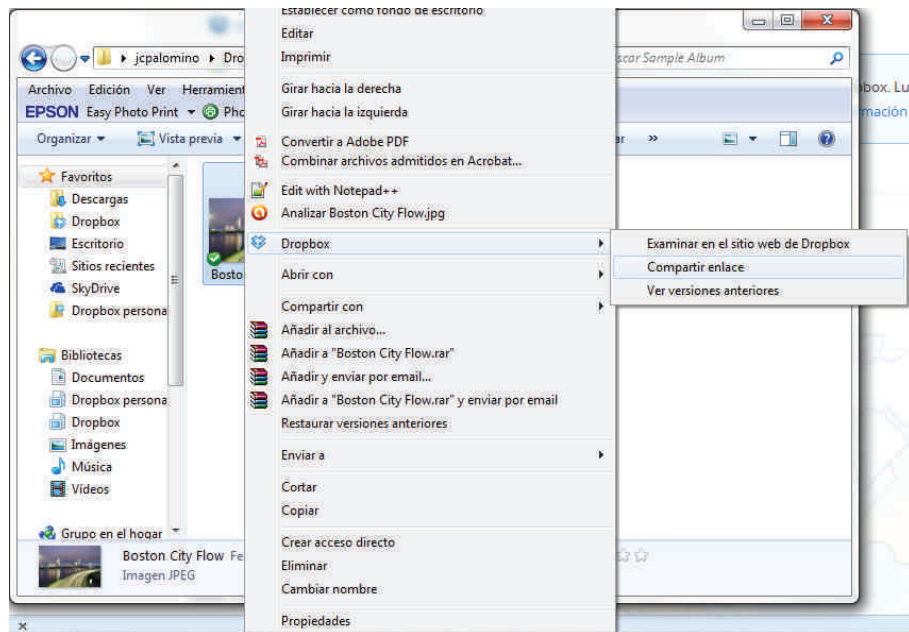 Establecer como fondo de escritorio
Editar
Imprimir
Girar hacia la derecha
Girar hacia la izquierda
Convertir a Adobe PDF
Combinar archivos admitidos en Acrobat...
Edit with Notepad++
Analizar Boston City Flow.jpg
Dropbox
Abrir con
Compartir con
Añadir al archivo...
Añadir a "Boston City Flow.rar"
Añadir y enviar por email...
Añadir a "Boston City Flow.rar" y enviar por email
Restaurar versiones anteriores
Enviar a
Cortar
Copiar
Crear acceso directo
Eliminar
Cambiar nombre
Propiedades
Examinar en el sitio web de Dropbox
Compartir enlace
Ver versiones anteriores
jcpalomino Dro
scar Sample Album
Archivo Edición Ver Herramient
EPSON Easy Photo Print Pho
Organizar Vista previa ar »
Favoritos
Descargas
Dropbox
Escritorio
Sitios recientes
SkyDrive
Dropbox persona
Bibliotecas
Documentos
Dropbox persona
Dropbox
Imágenes
Música
Vídeos
Grupo en el hogar
Bosto
Boston City Flow Fe
Imagen JPEG
box. Lu
mación